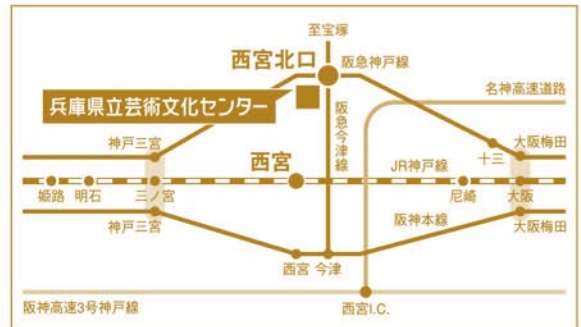 至宝塚
西宮北口
阪急神戸線
兵庫県立芸術文化センター
名神高速道路
阪急今津線
神戸三宮
十三
大阪梅田
西宮
JR神戸線
姫路
明石
三ノ宮
尼崎
大阪
神戸三宮
阪神本線
大阪梅田
西宮
今津
阪神高速3号神戸線
西宮I.C.